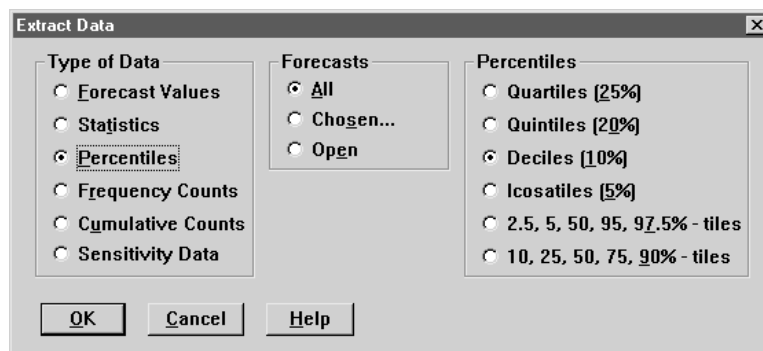 Extract Data
Type of Data
Forecast Values
Statistics
Percentiles
Frequency Counts
Cumulative Counts
Sensitivity Data
Forecasts
All
Chosen...
Open
Percentiles
Quartiles (25%)
Quintiles (20%)
Deciles (10%)
Icosatiles (5%)
2.5, 5, 50, 95, 97.5% - tiles
10, 25, 50, 75, 90% - tiles
OK
Cancel
Help